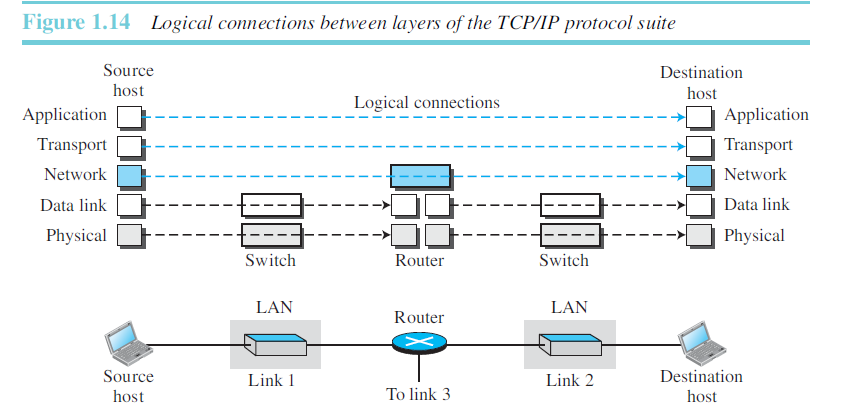 Figure 1.14 Logical connections between layers of the TCP/IP protocol suite
Source
host
Destination
host
Logical connections
Application
Application
Transport
Transport
Network
Network
Data link
Data link
Physical
Physical
Switch
Router
Switch
LAN
Router
LAN
Source
host
Link 1
To link 3
Link 2
Destination
host